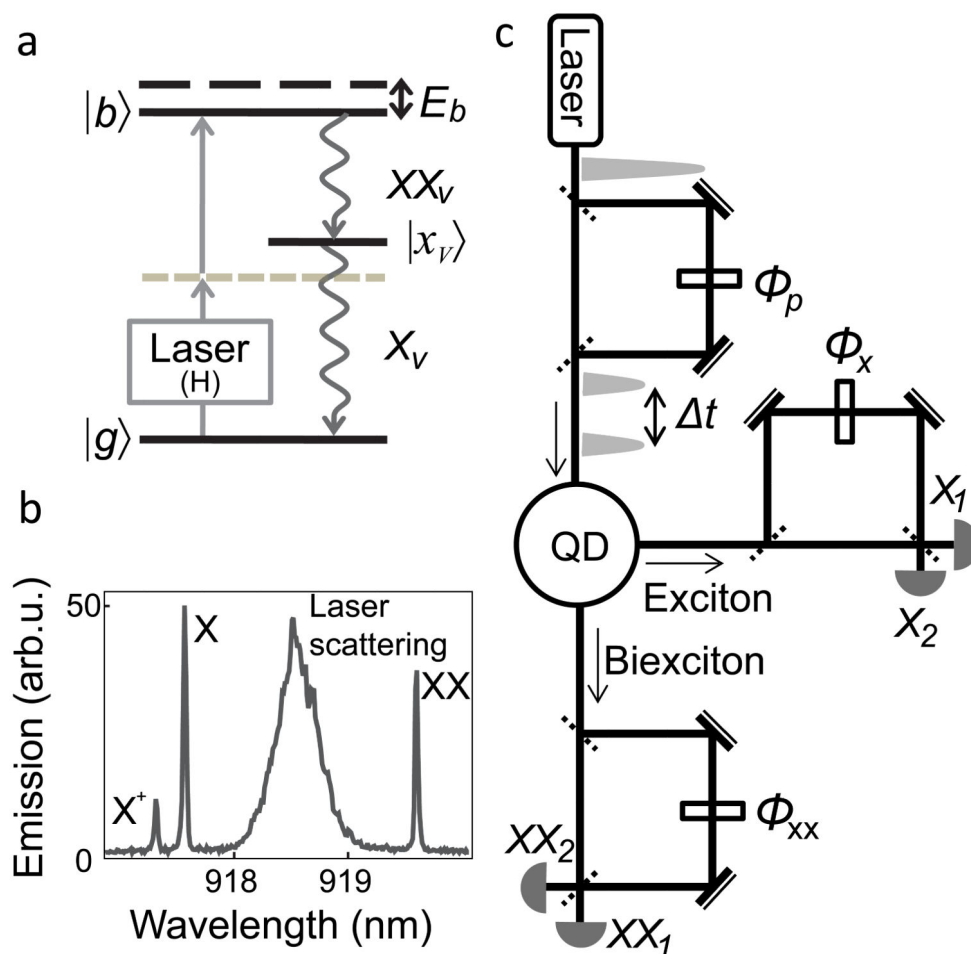 a
|b⟩
E_b
XX_v
|x_V⟩
Laser
(H)
X_v
|g⟩
b
50
X
Laser
scattering
XX
X⁺
0
918
919
Emission (arb.u.)
Wavelength (nm)
c
Laser
Φ_p
Δt
Φ_x
QD
Exciton
X_1
X_2
Biexciton
Φ_xx
XX_2
XX_1